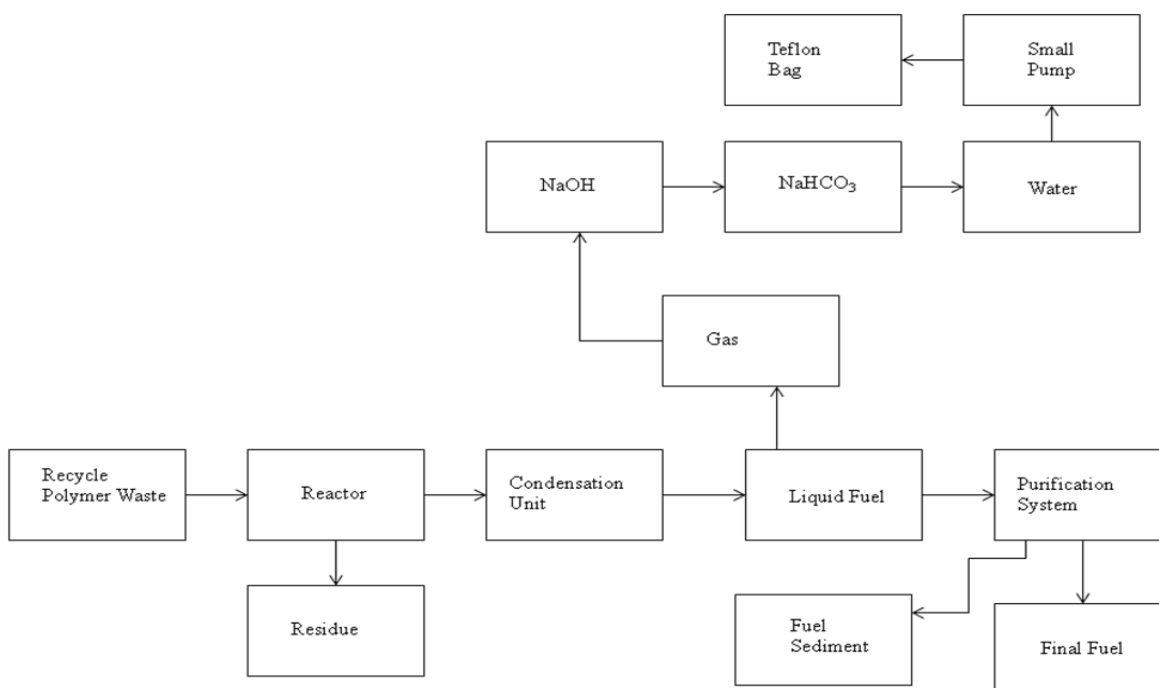 Teflon
Bag
Small
Pump
NaOH
NaHCO₃
Water
Gas
Recycle
Polymer Waste
Reactor
Condensation
Unit
Liquid Fuel
Purification
System
Residue
Fuel
Sediment
Final Fuel